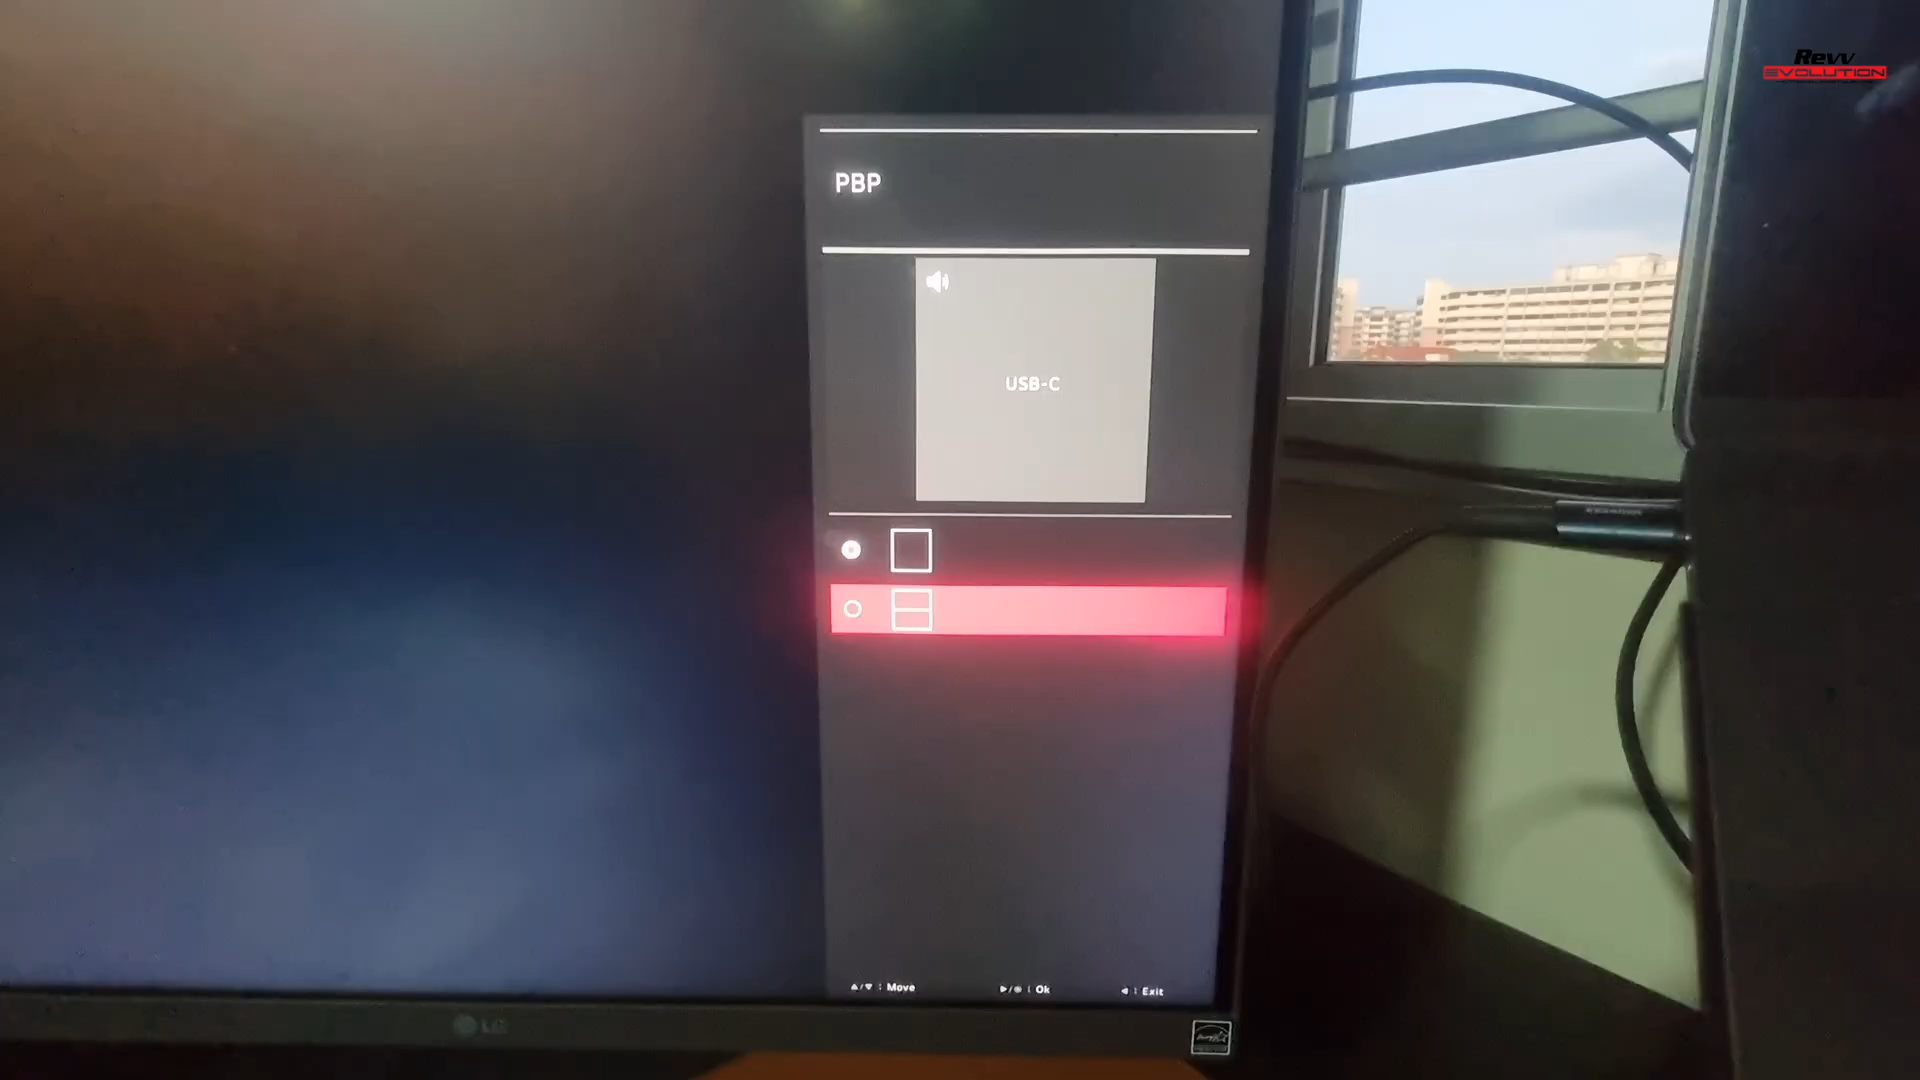 Revv
EVOLUTION
PBP
USB-C
▲/▼ : Move
▶/◉ : Ok
◀ : Exit
LG